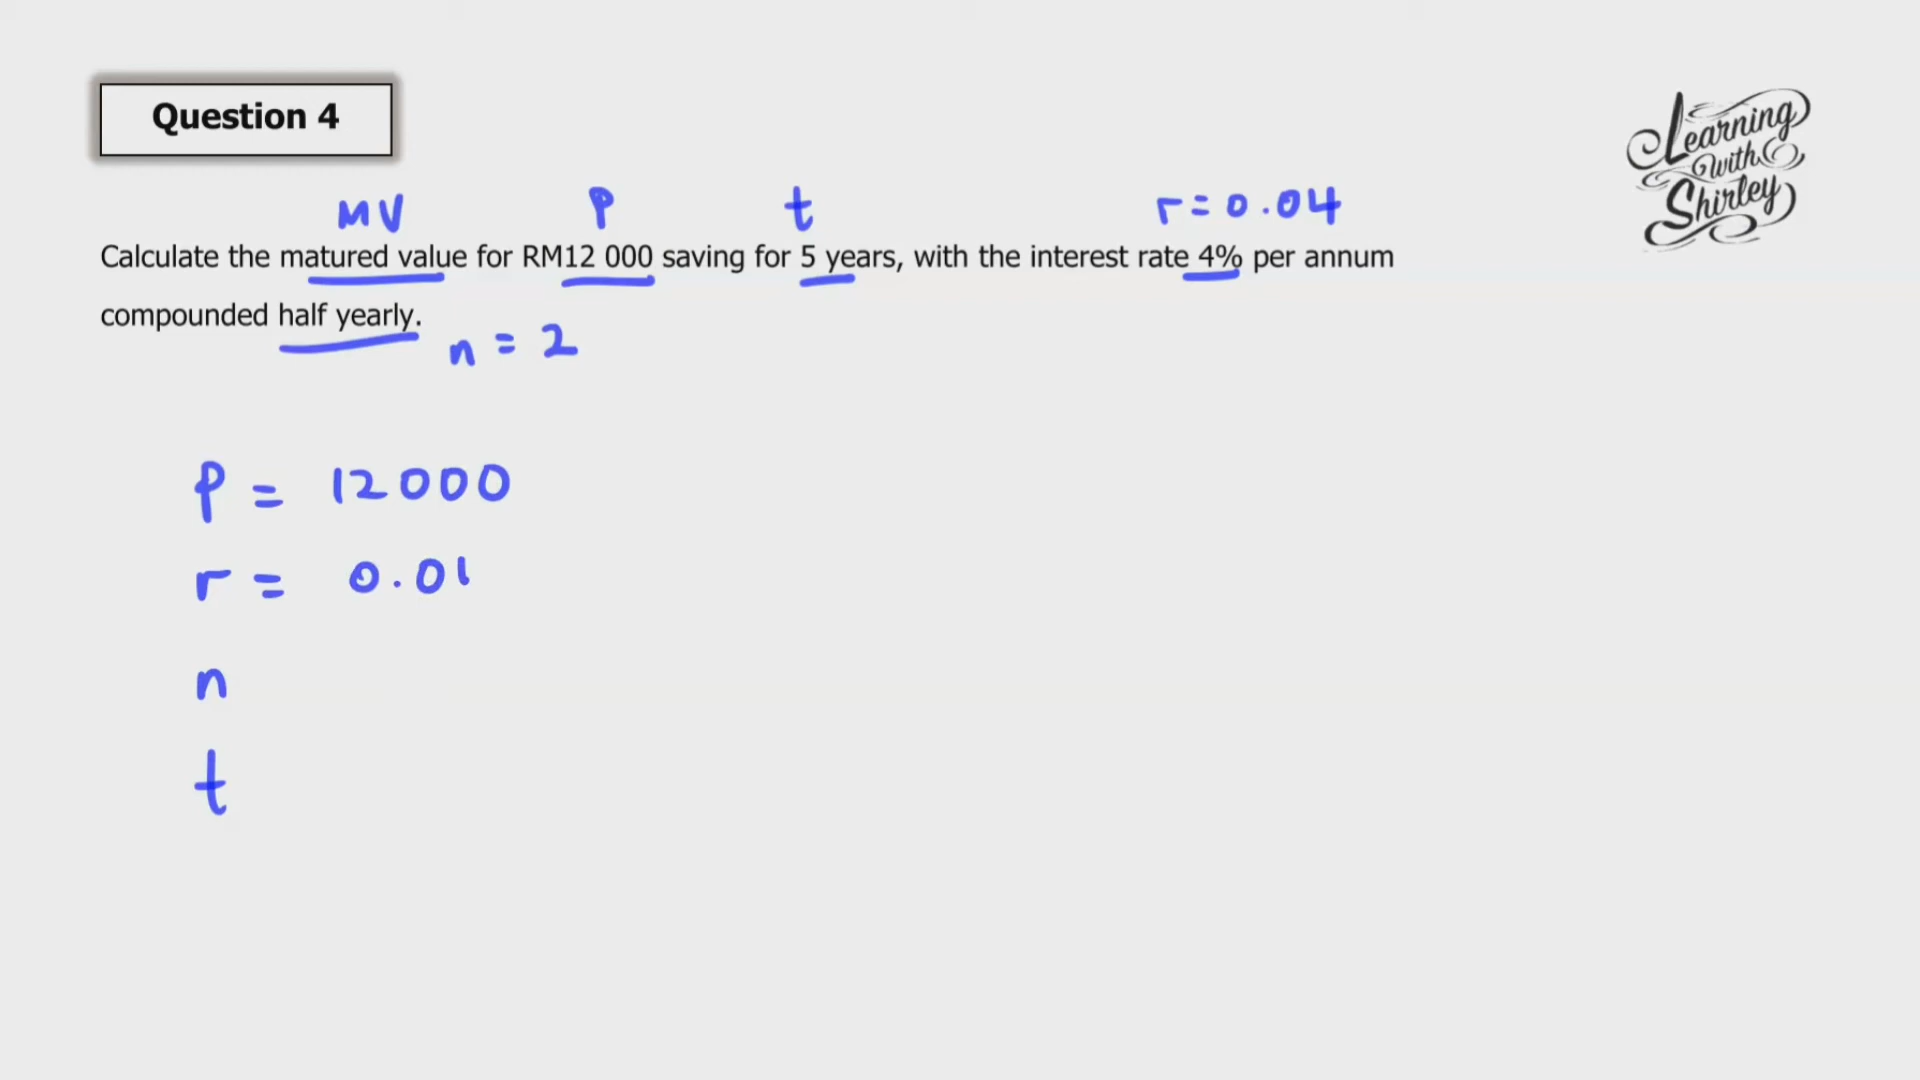 Question 4
Learning
with
Shirley
MV P t r = 0.04
Calculate the matured value for RM12 000 saving for 5 years, with the interest rate 4% per annum
compounded half yearly.
n = 2
P = 12000
r = 0.0
n
t